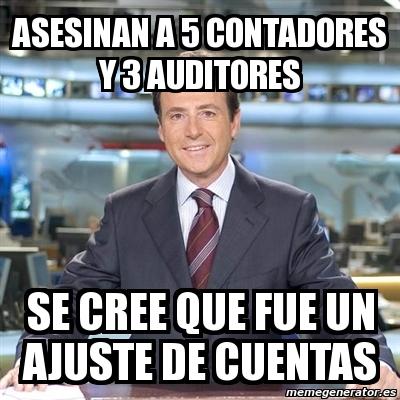 ASESINAN A 5 CONTADORES
Y 3 AUDITORES
SE CREE QUE FUE UN
AJUSTE DE CUENTAS
memegenerator.es